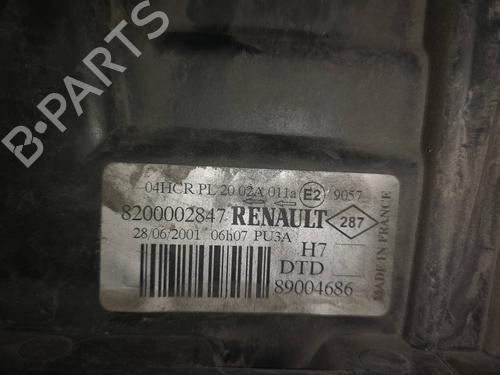 B-PARTS
04HCR PL 20 02A 011a E2 9057
8200002847 RENAULT 287
28/06/2001 06h07 PU3A
H7
DTD
89004686
MADE IN FRANCE